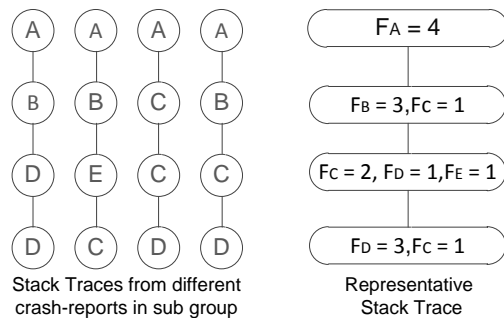 A A A A
FA = 4
B B C B
FB = 3,FC = 1
D E C C
FC = 2, FD = 1,FE = 1
D C D D
FD = 3,FC = 1
Stack Traces from different
crash-reports in sub group
Representative
Stack Trace